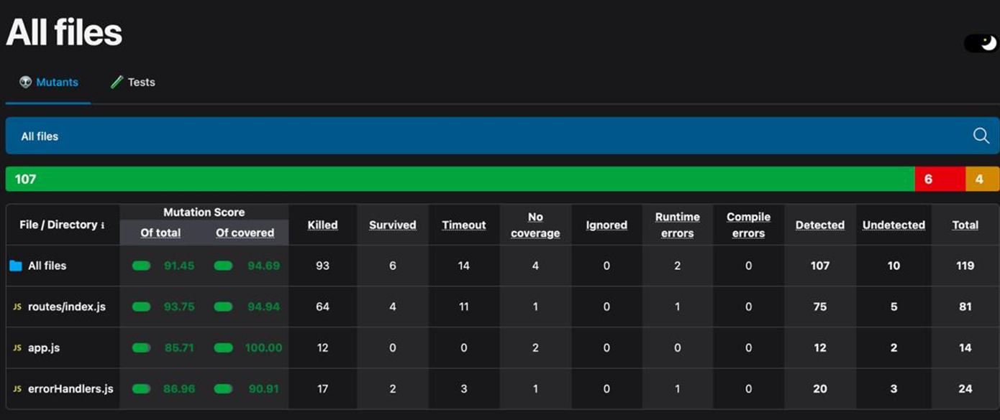 All files
Mutants Tests
All files
107 6 4
File / Directory i Mutation Score Killed Survived Timeout No coverage Ignored Runtime errors Compile errors Detected Undetected Total
Of total Of covered
All files 91.45 94.69 93 6 14 4 0 2 0 107 10 119
JS routes/index.js 93.75 94.94 64 4 11 1 0 1 0 75 5 81
JS app.js 85.71 100.00 12 0 0 2 0 0 0 12 2 14
JS errorHandlers.js 86.96 90.91 17 2 3 1 0 1 0 20 3 24